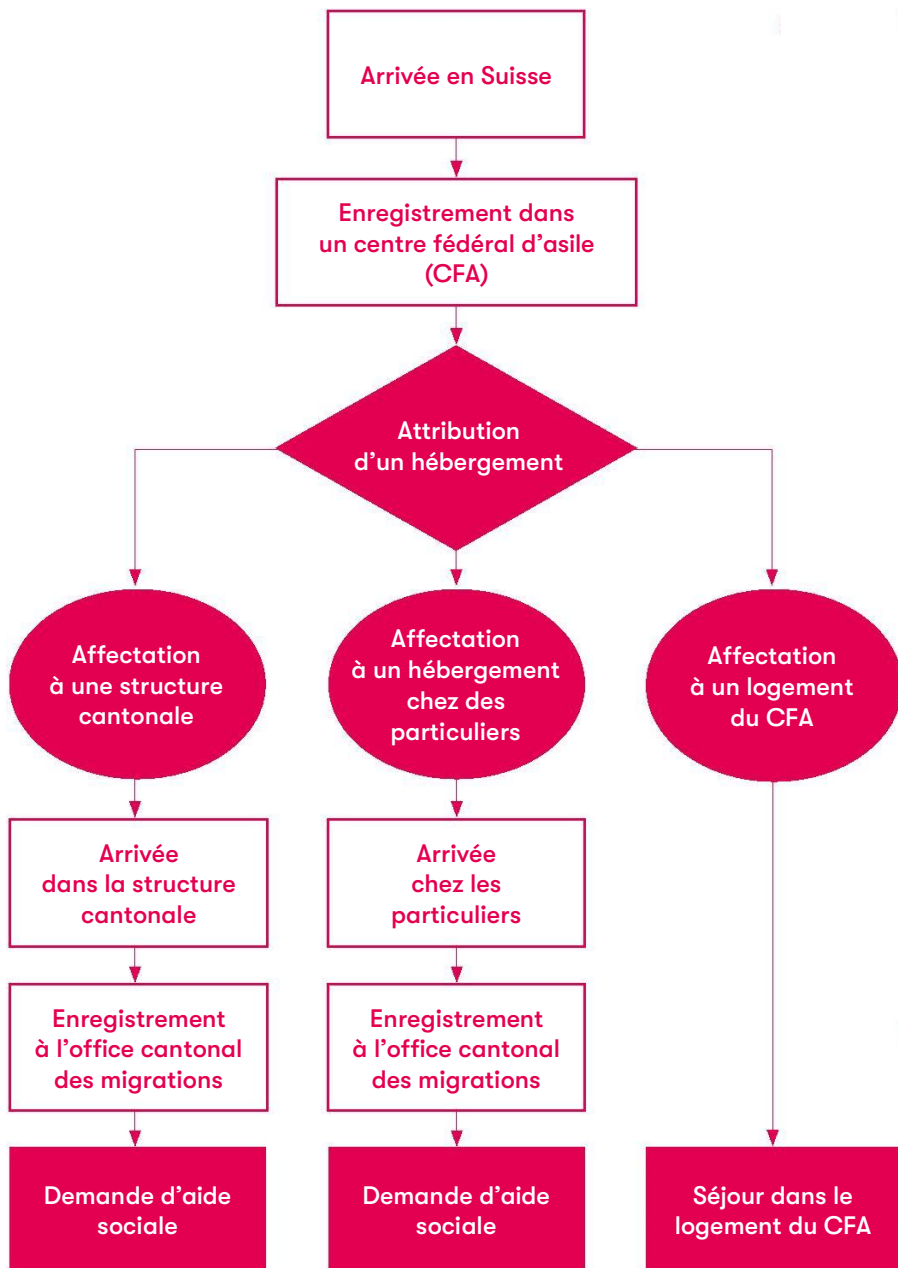 Arrivée en Suisse
Enregistrement dans
un centre fédéral d'asile
(CFA)
Attribution
d'un hébergement
Affectation
à une structure
cantonale
Affectation
à un hébergement
chez des
particuliers
Affectation
à un logement
du CFA
Arrivée
dans la structure
cantonale
Arrivée
chez les
particuliers
Enregistrement
à l'office cantonal
des migrations
Enregistrement
à l'office cantonal
des migrations
Demande d'aide
sociale
Demande d'aide
sociale
Séjour dans le
logement du CFA